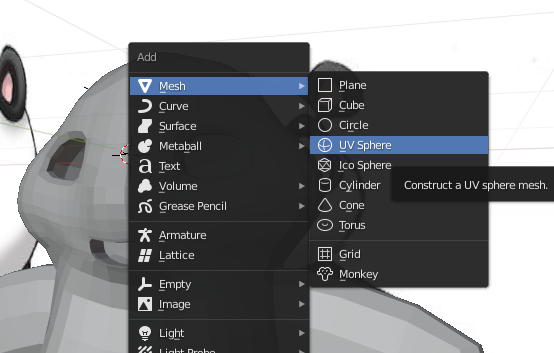 Add
Mesh
Curve
Surface
Metaball
Text
Volume
Grease Pencil
Armature
Lattice
Empty
Image
Light
Light Probe
Plane
Cube
Circle
UV Sphere
Ico Sphere
Cylinder
Cone
Torus
Grid
Monkey
Construct a UV sphere mesh.